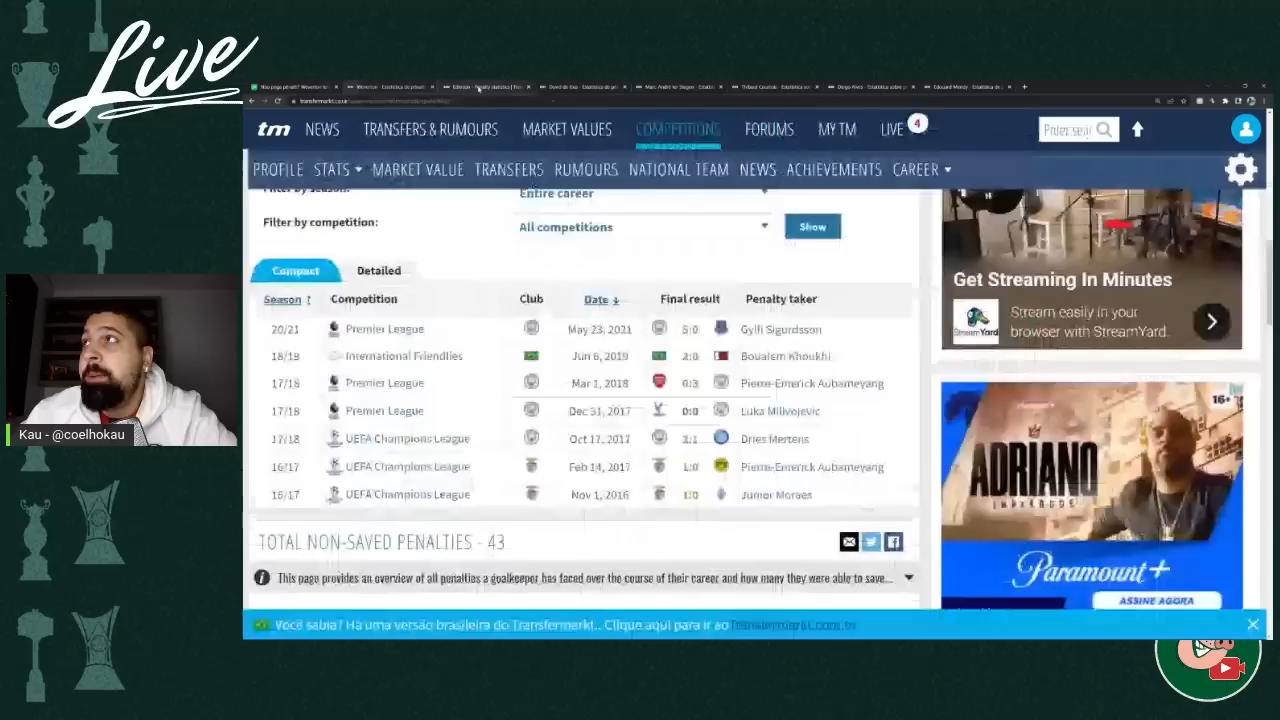 Live
tm NEWS TRANSFERS & RUMOURS MARKET VALUES COMPETITIONS FORUMS MY TM LIVE 4
PROFILE STATS MARKET VALUE TRANSFERS RUMOURS NATIONAL TEAM NEWS ACHIEVEMENTS CAREER
Filter by season: Entire career
Filter by competition: All competitions Show
Compact Detailed
Season Competition Club Date Final result Penalty taker
20/21 Premier League May 23, 2021 5:0 Gylfi Sigurdsson
18/19 International Friendlies Jun 6, 2019 2:0 Boualem Khoukhi
17/18 Premier League Mar 1, 2018 0:3 Pierre-Emerick Aubameyang
17/18 Premier League Dec 31, 2017 0:0 Luka Milivojevic
17/18 UEFA Champions League Oct 17, 2017 2:1 Dries Mertens
16/17 UEFA Champions League Feb 14, 2017 1:0 Pierre-Emerick Aubameyang
16/17 UEFA Champions League Nov 1, 2016 1:0 Junior Moraes
TOTAL NON-SAVED PENALTIES - 43
This page provides an overview of all penalties a goalkeeper has faced over the course of their career and how many they were able to save...
Você sabia? Há uma versão brasileira do Transfermarkt.. Clique aqui para ir ao Transfermarkt.com.br
Get Streaming In Minutes
StreamYard
Stream easily in your
browser with StreamYard.
16+
ADRIANO
IMPERADOR
Paramount+
ASSINE AGORA
Kau - @coelhokau